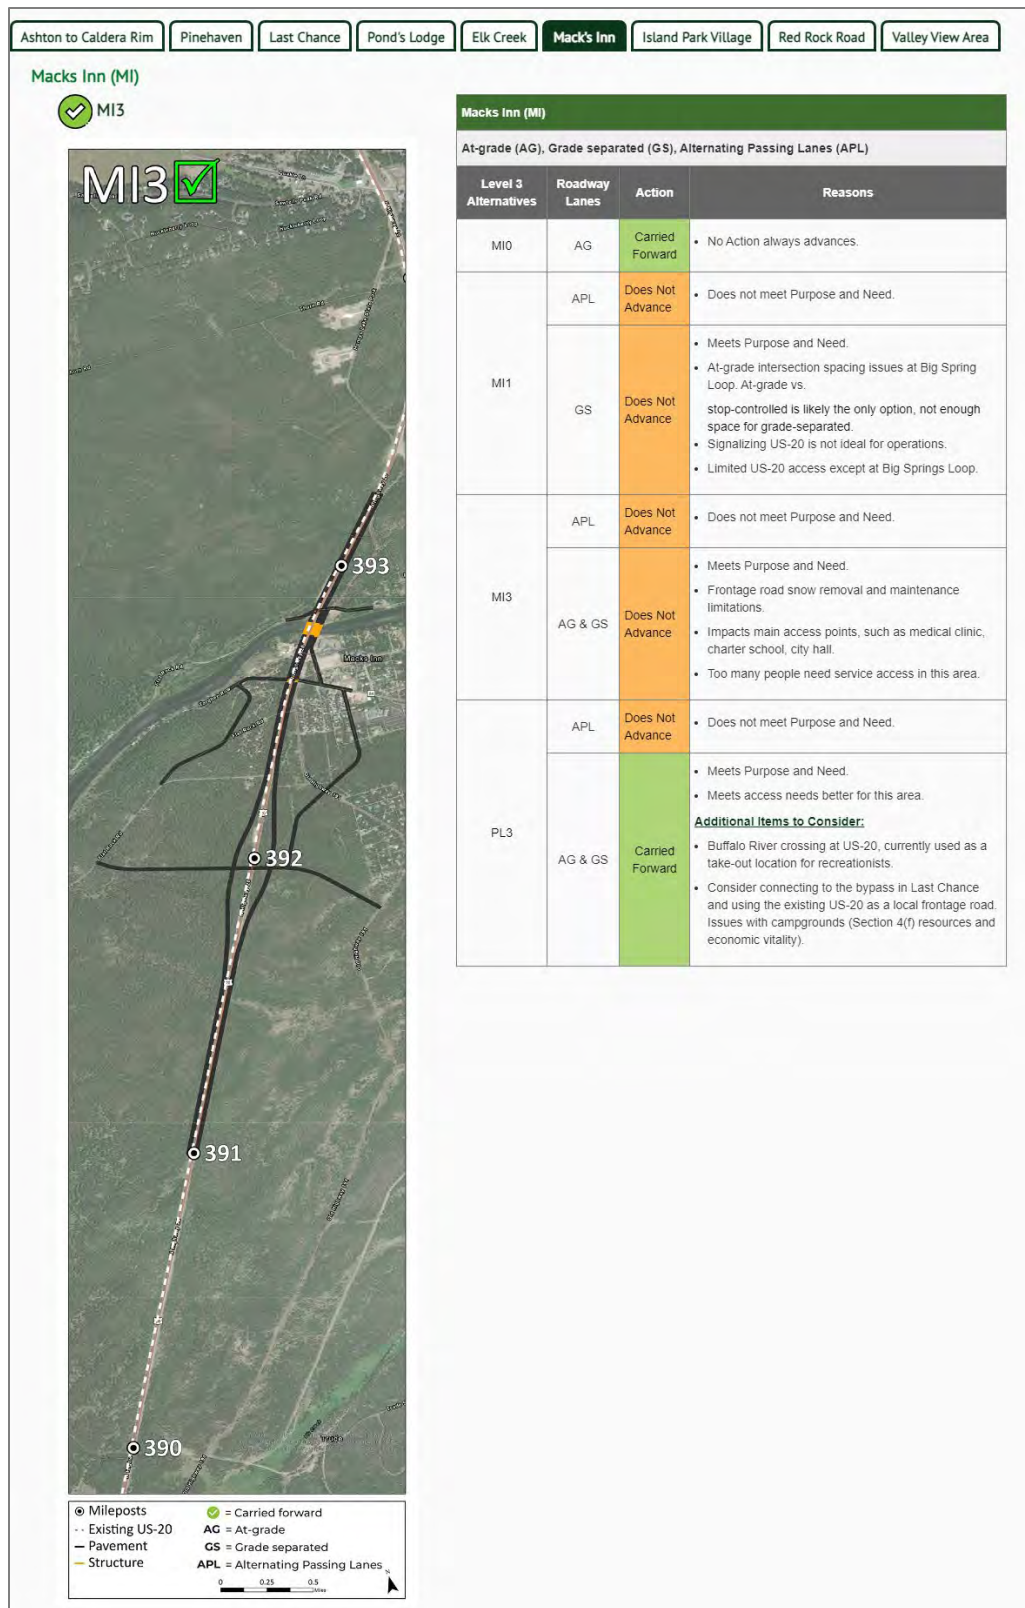 Ashton to Caldera Rim
Pinehaven
Last Chance
Pond's Lodge
Elk Creek
Mack's Inn
Island Park Village
Red Rock Road
Valley View Area
Macks Inn (MI)
MI3
MI3
393
Macks Inn
392
391
390
Mileposts
Existing US-20
Pavement
Structure
= Carried forward
AG = At-grade
GS = Grade separated
APL = Alternating Passing Lanes
0 0.25 0.5
Miles
Macks Inn (MI)
At-grade (AG), Grade separated (GS), Alternating Passing Lanes (APL)
Level 3
Alternatives
Roadway
Lanes
Action
Reasons
MI0
AG
Carried
Forward
• No Action always advances.
MI1
APL
Does Not
Advance
• Does not meet Purpose and Need.
GS
Does Not
Advance
• Meets Purpose and Need.
• At-grade intersection spacing issues at Big Spring
Loop. At-grade vs.
stop-controlled is likely the only option, not enough
space for grade-separated.
• Signalizing US-20 is not ideal for operations.
• Limited US-20 access except at Big Springs Loop.
MI3
APL
Does Not
Advance
• Does not meet Purpose and Need.
AG & GS
Does Not
Advance
• Meets Purpose and Need.
• Frontage road snow removal and maintenance
limitations.
• Impacts main access points, such as medical clinic,
charter school, city hall.
• Too many people need service access in this area.
PL3
APL
Does Not
Advance
• Does not meet Purpose and Need.
AG & GS
Carried
Forward
• Meets Purpose and Need.
• Meets access needs better for this area.
Additional Items to Consider:
• Buffalo River crossing at US-20, currently used as a
take-out location for recreationists.
• Consider connecting to the bypass in Last Chance
and using the existing US-20 as a local frontage road.
Issues with campgrounds (Section 4(f) resources and
economic vitality).